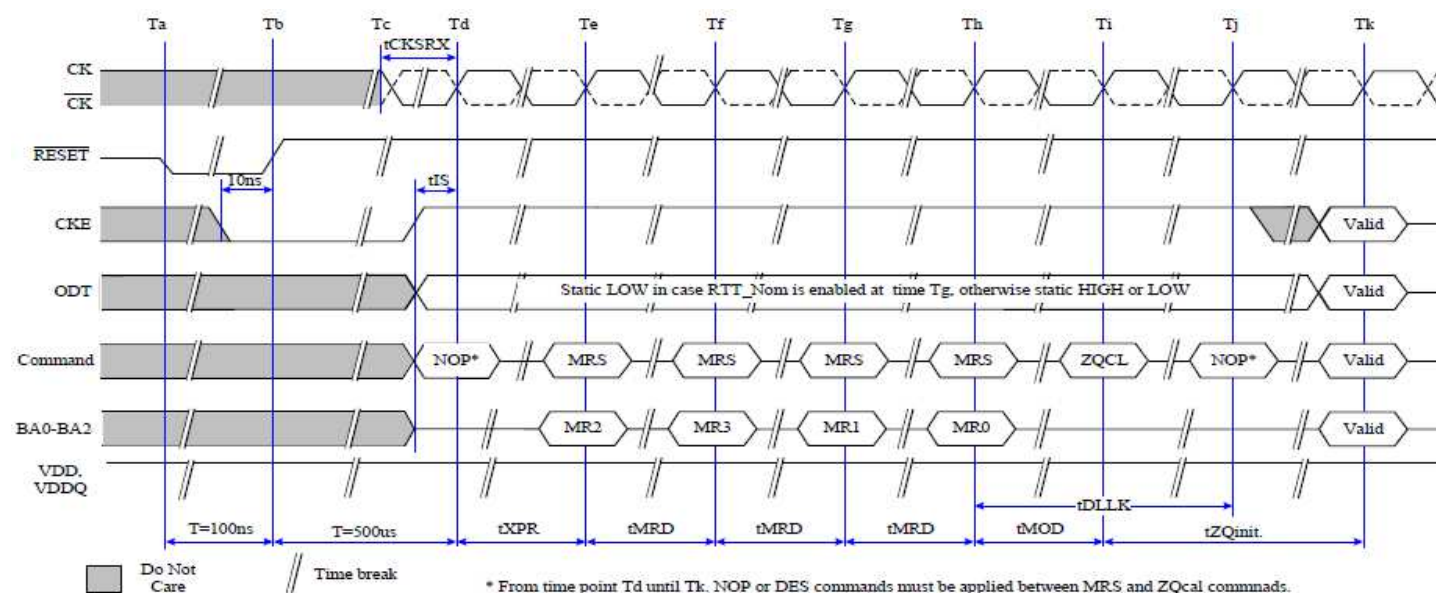 Ta Tb Tc Td Te Tf Tg Th Ti Tj Tk
tCKSRX
CK
CK
RESET
10ns
tIS
CKE
Valid
ODT
Static LOW in case RTT_Nom is enabled at time Tg, otherwise static HIGH or LOW
Valid
Command
NOP* MRS MRS MRS MRS ZQCL NOP* Valid
BA0-BA2
MR2 MR3 MR1 MR0 Valid
VDD,
VDDQ
tDLLK
T=100ns T=500us tXPR tMRD tMRD tMRD tMOD tZQinit.
Do Not
Care
Time break
* From time point Td until Tk, NOP or DES commands must be applied between MRS and ZQcal commnads.